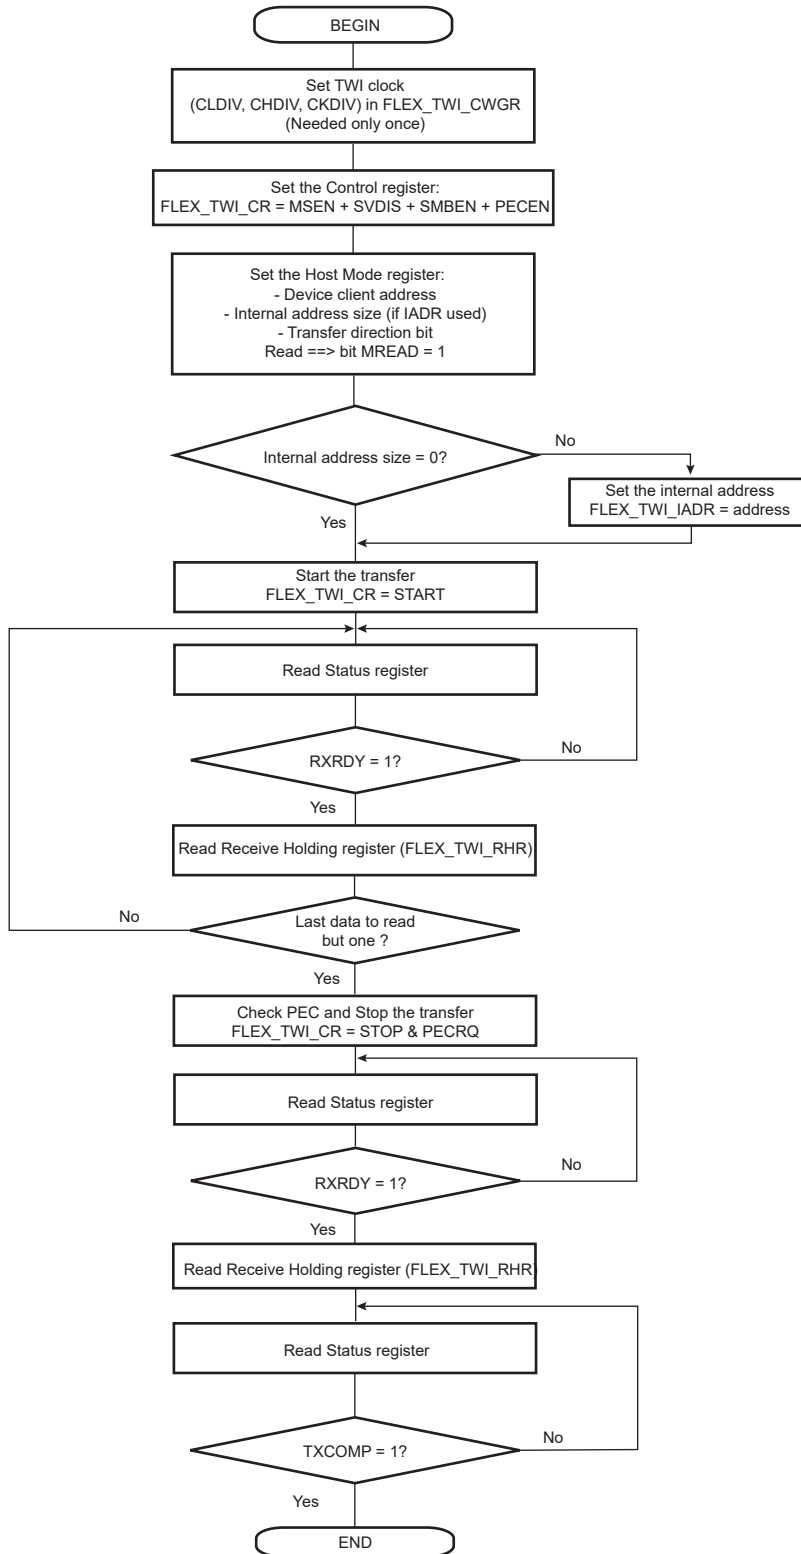 BEGIN
Set TWI clock
(CLDIV, CHDIV, CKDIV) in FLEX_TWI_CWGR
(Needed only once)
Set the Control register:
FLEX_TWI_CR = MSEN + SVDIS + SMBEN + PECEN
Set the Host Mode register:
- Device client address
- Internal address size (if IADR used)
- Transfer direction bit
Read ==> bit MREAD = 1
Internal address size = 0?
No
Set the internal address
FLEX_TWI_IADR = address
Yes
Start the transfer
FLEX_TWI_CR = START
Read Status register
RXRDY = 1?
No
Yes
Read Receive Holding register (FLEX_TWI_RHR)
Last data to read
but one ?
No
Yes
Check PEC and Stop the transfer
FLEX_TWI_CR = STOP & PECRQ
Read Status register
RXRDY = 1?
No
Yes
Read Receive Holding register (FLEX_TWI_RHR)
Read Status register
TXCOMP = 1?
No
Yes
END